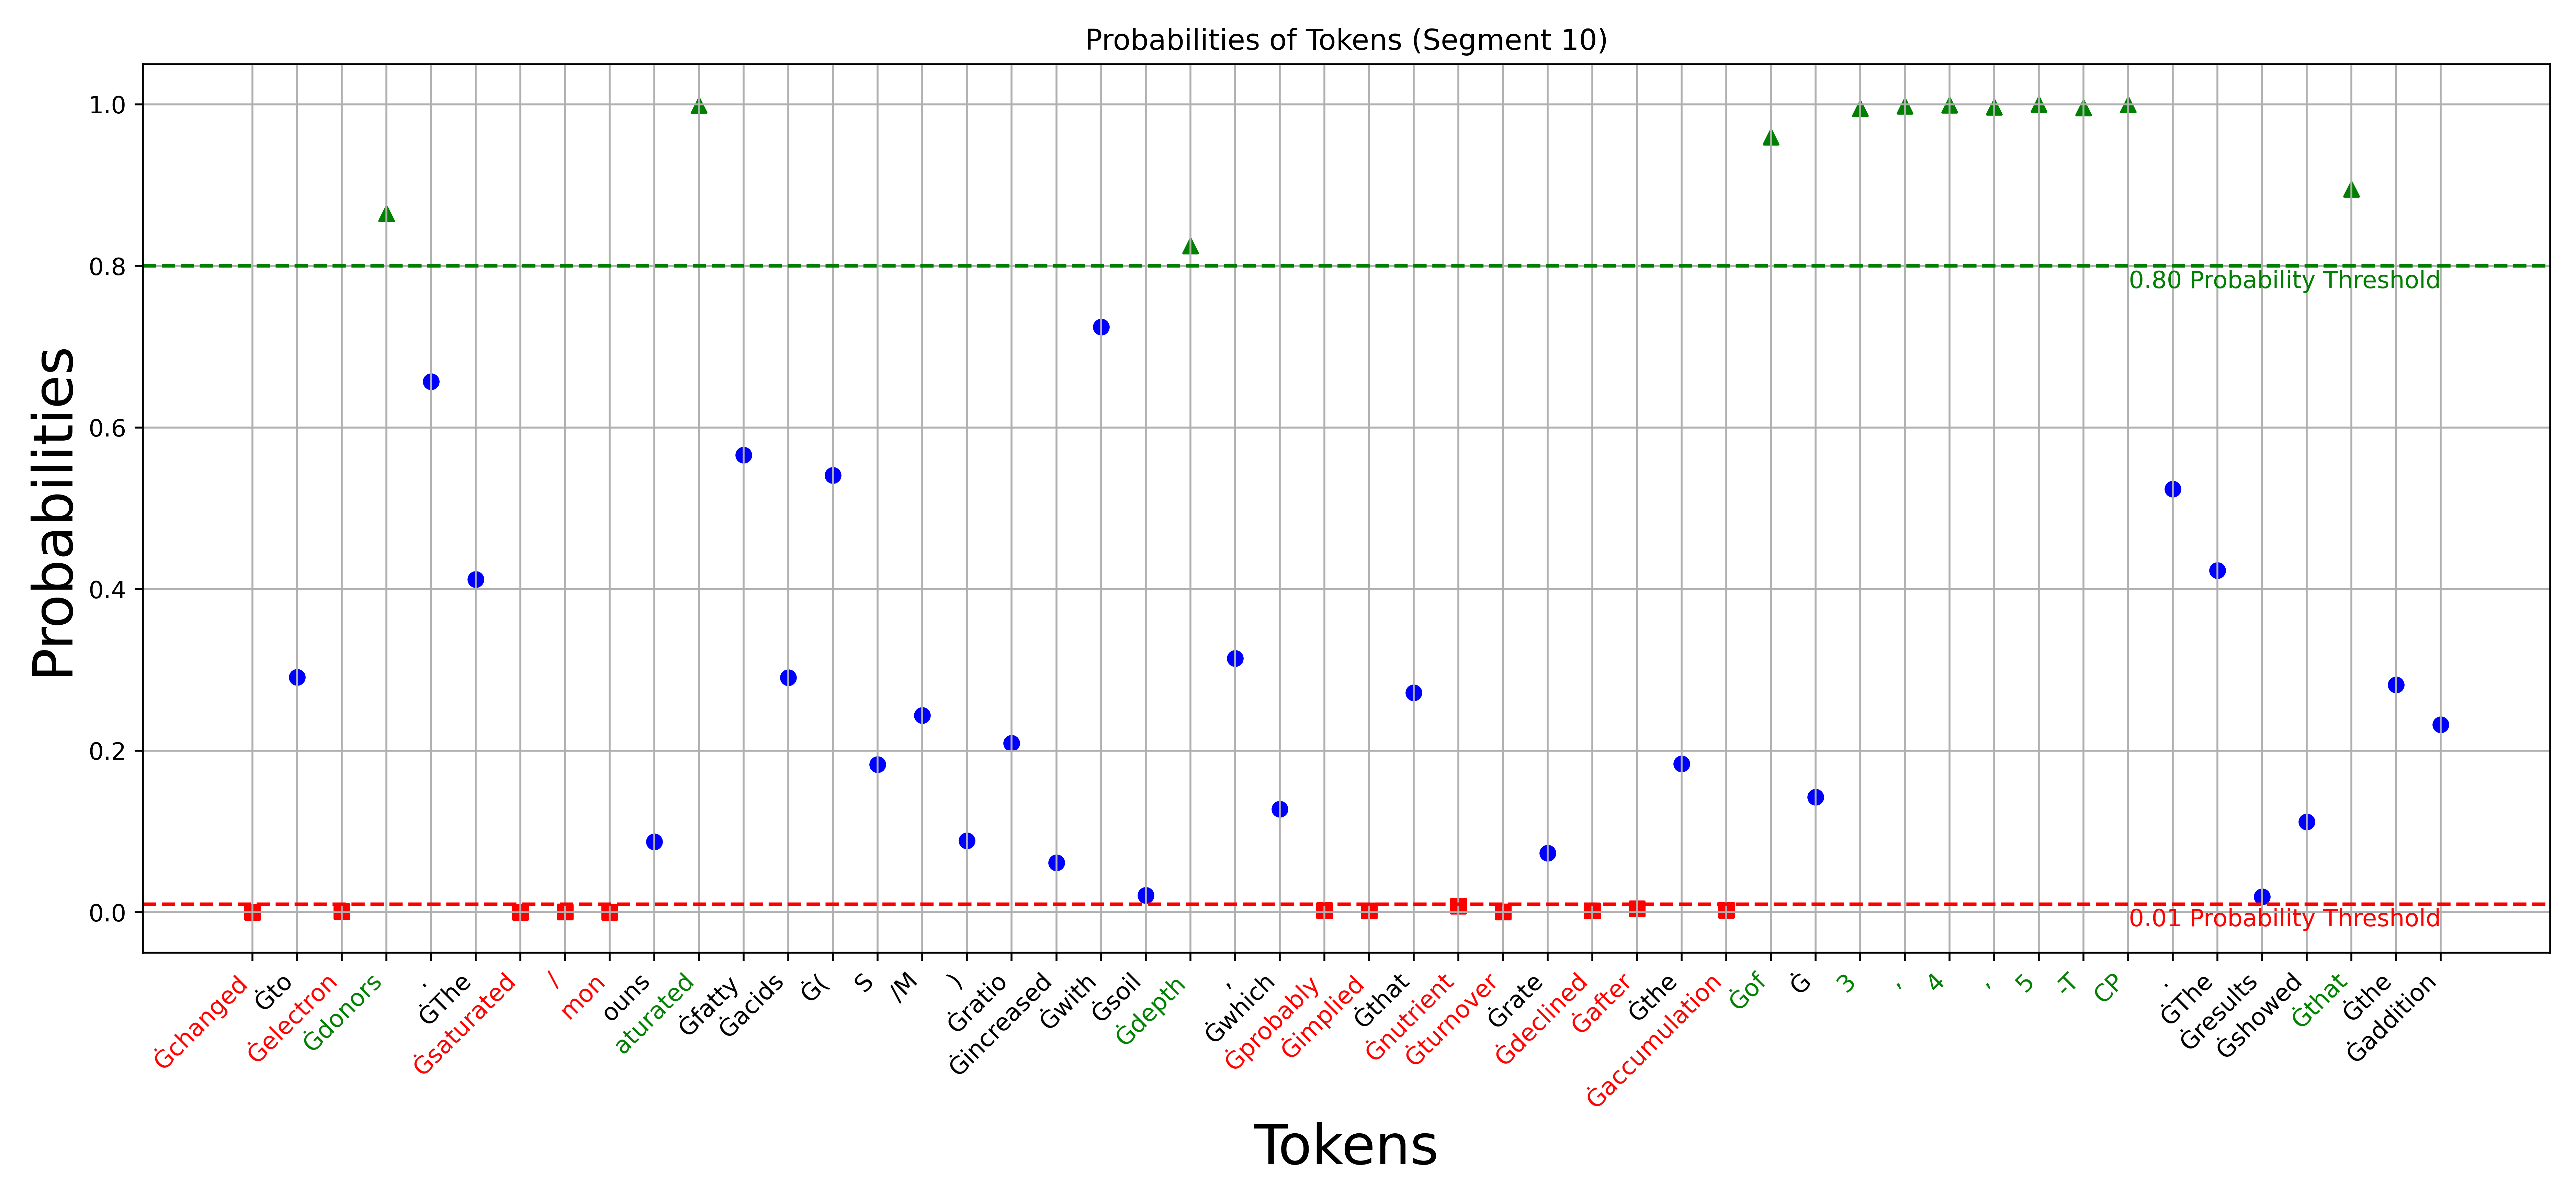 Probabilities of Tokens (Segment 10)
Probabilities
1.0
0.8
0.6
0.4
0.2
0.0
0.80 Probability Threshold
0.01 Probability Threshold
Ġchanged
Ġto
Ġelectron
Ġdonors
.
ĠThe
Ġsaturated
/
mon
ouns
aturated
Ġfatty
Ġacids
Ġ(
S
/M
)
Ġratio
Ġincreased
Ġwith
Ġsoil
Ġdepth
,
Ġwhich
Ġprobably
Ġimplied
Ġthat
Ġnutrient
Ġturnover
Ġrate
Ġdeclined
Ġafter
Ġthe
Ġaccumulation
Ġof
Ġ
3
,
4
,
5
-T
CP
.
ĠThe
Ġresults
Ġshowed
Ġthat
Ġthe
Ġaddition
Tokens